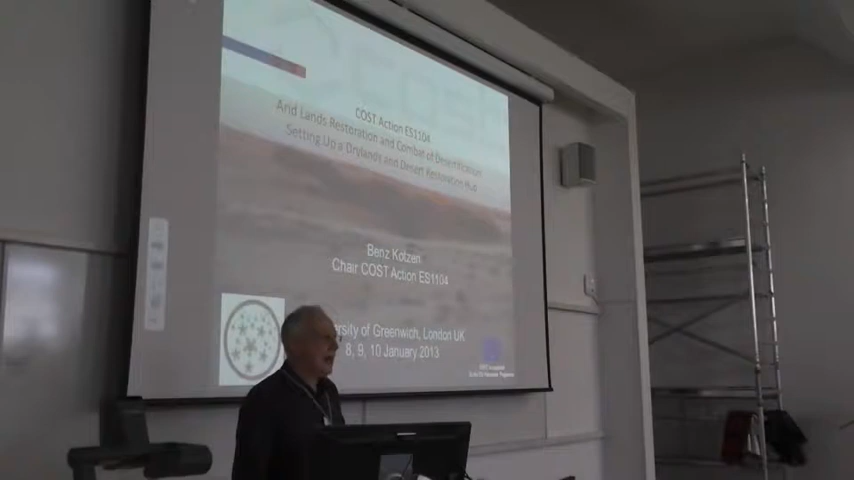 COST Action ES1104
Arid Lands Restoration and Combat of Desertification
Setting Up a Drylands and Desert Restoration Hub
Benz Kotzen
Chair COST Action ES1104
rsity of Greenwich, London UK
8, 9, 10 January 2013